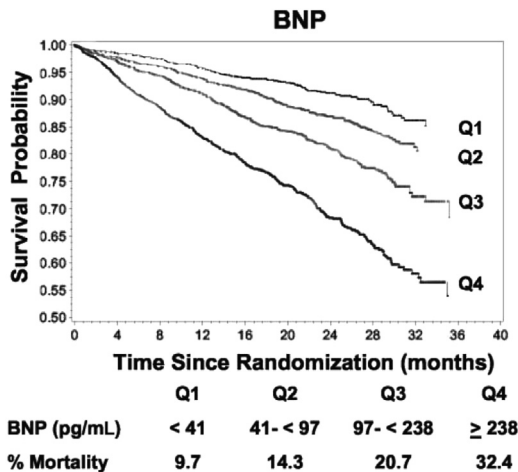 BNP
Survival Probability
1.00
0.95
0.90
0.85
0.80
0.75
0.70
0.65
0.60
0.55
0.50
Q1
Q2
Q3
Q4
0 4 8 12 16 20 24 28 32 36 40
Time Since Randomization (months)
Q1 Q2 Q3 Q4
BNP (pg/mL) < 41 41- < 97 97- < 238 ≥ 238
% Mortality 9.7 14.3 20.7 32.4